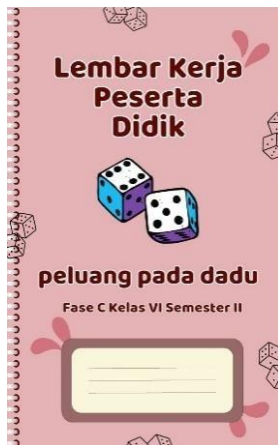 Lembar Kerja
Peserta
Didik
peluang pada dadu
Fase C Kelas VI Semester II